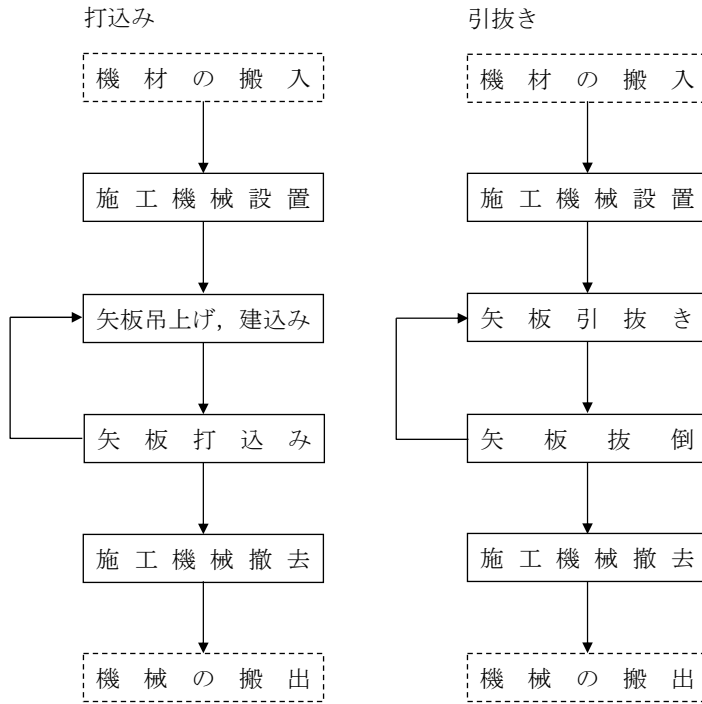 打込み
機材の搬入
施工機械設置
矢板吊上げ，建込み
矢板打込み
施工機械撤去
機械の搬出
引抜き
機材の搬入
施工機械設置
矢板引抜き
矢板抜倒
施工機械撤去
機械の搬出